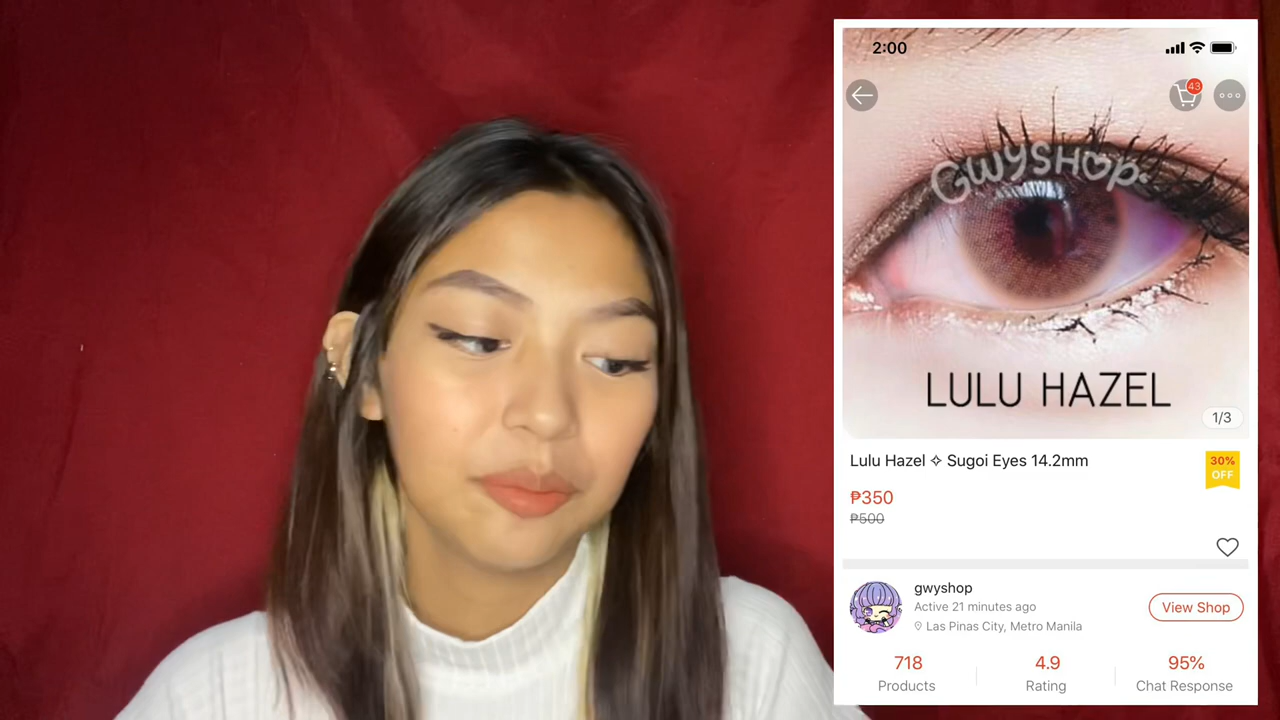 2:00
43
GWYSHOP.
LULU HAZEL
1/3
Lulu Hazel ✧ Sugoi Eyes 14.2mm
30%
OFF
₱350
₱500
gwyshop
Active 21 minutes ago
View Shop
Las Pinas City, Metro Manila
718
4.9
95%
Products
Rating
Chat Response